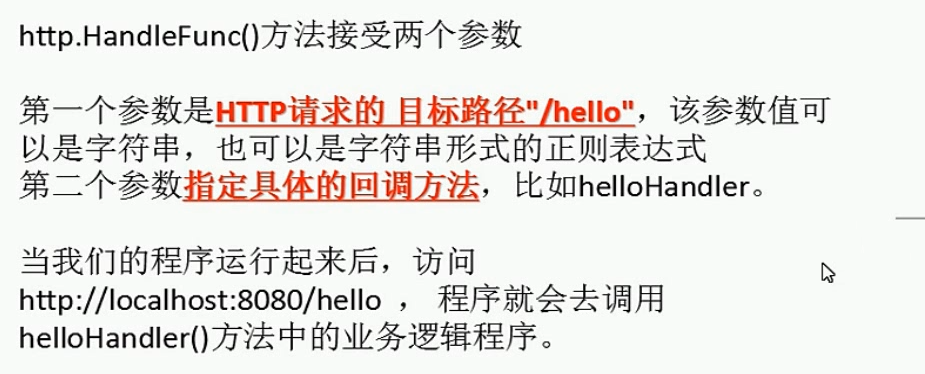 http.HandleFunc()方法接受两个参数
第一个参数是HTTP请求的 目标路径"/hello"，该参数值可
以是字符串，也可以是字符串形式的正则表达式
第二个参数指定具体的回调方法，比如helloHandler。
当我们的程序运行起来后，访问
http://localhost:8080/hello ， 程序就会去调用
helloHandler()方法中的业务逻辑程序。